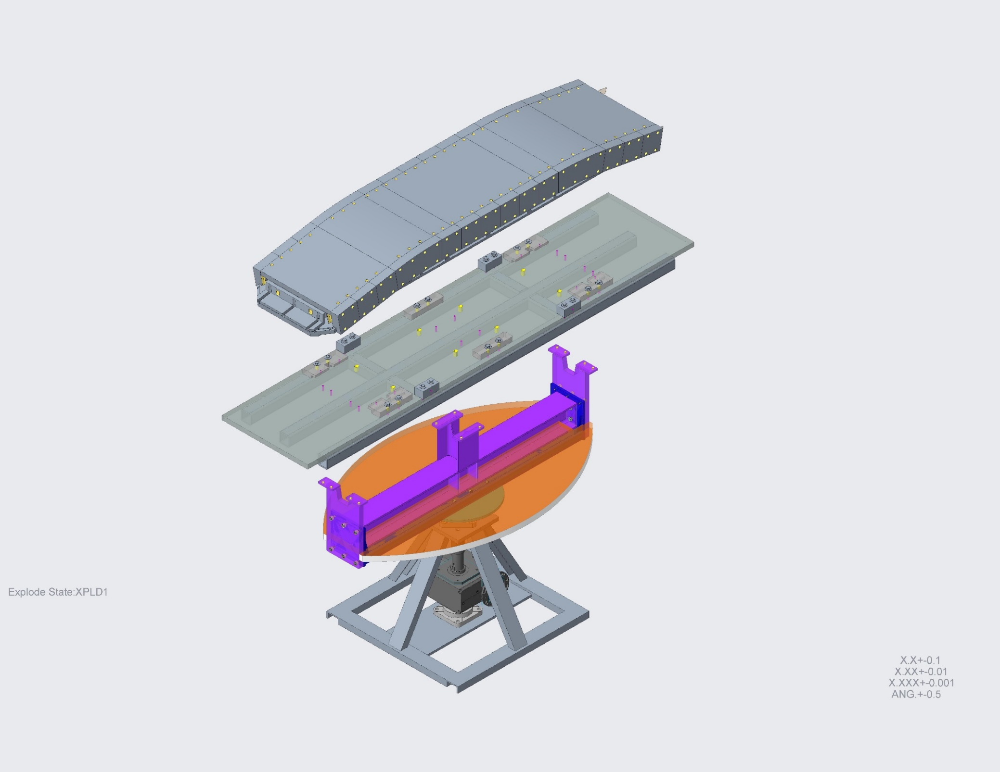 Explode State:XPLD1
X.X+-0.1
X.XX+-0.01
X.XXX+-0.001
ANG.+-0.5